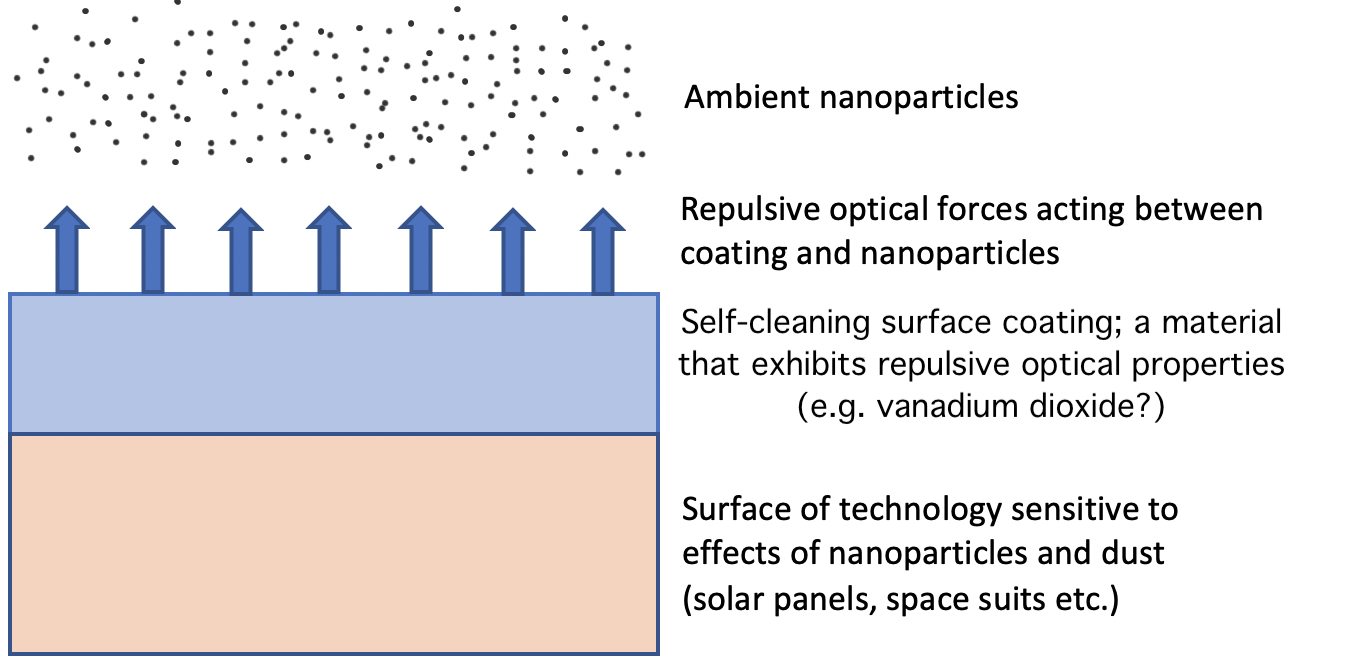 Ambient nanoparticles
Repulsive optical forces acting between
coating and nanoparticles
Self-cleaning surface coating; a material
that exhibits repulsive optical properties
(e.g. vanadium dioxide?)
Surface of technology sensitive to
effects of nanoparticles and dust
(solar panels, space suits etc.)